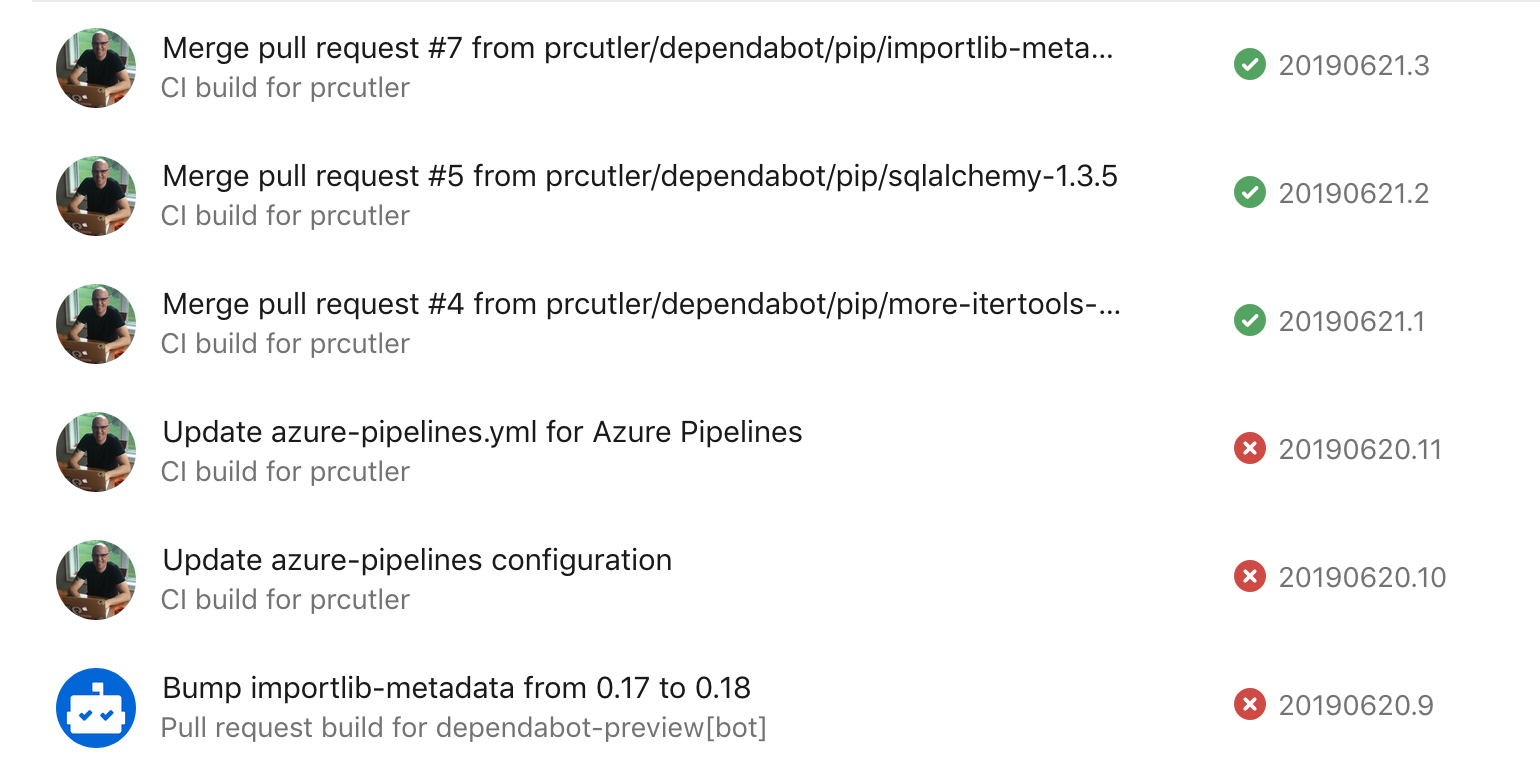 Merge pull request #7 from prcutler/dependabot/pip/importlib-meta...
CI build for prcutler
20190621.3
Merge pull request #5 from prcutler/dependabot/pip/sqlalchemy-1.3.5
CI build for prcutler
20190621.2
Merge pull request #4 from prcutler/dependabot/pip/more-itertools-...
CI build for prcutler
20190621.1
Update azure-pipelines.yml for Azure Pipelines
CI build for prcutler
20190620.11
Update azure-pipelines configuration
CI build for prcutler
20190620.10
Bump importlib-metadata from 0.17 to 0.18
Pull request build for dependabot-preview[bot]
20190620.9